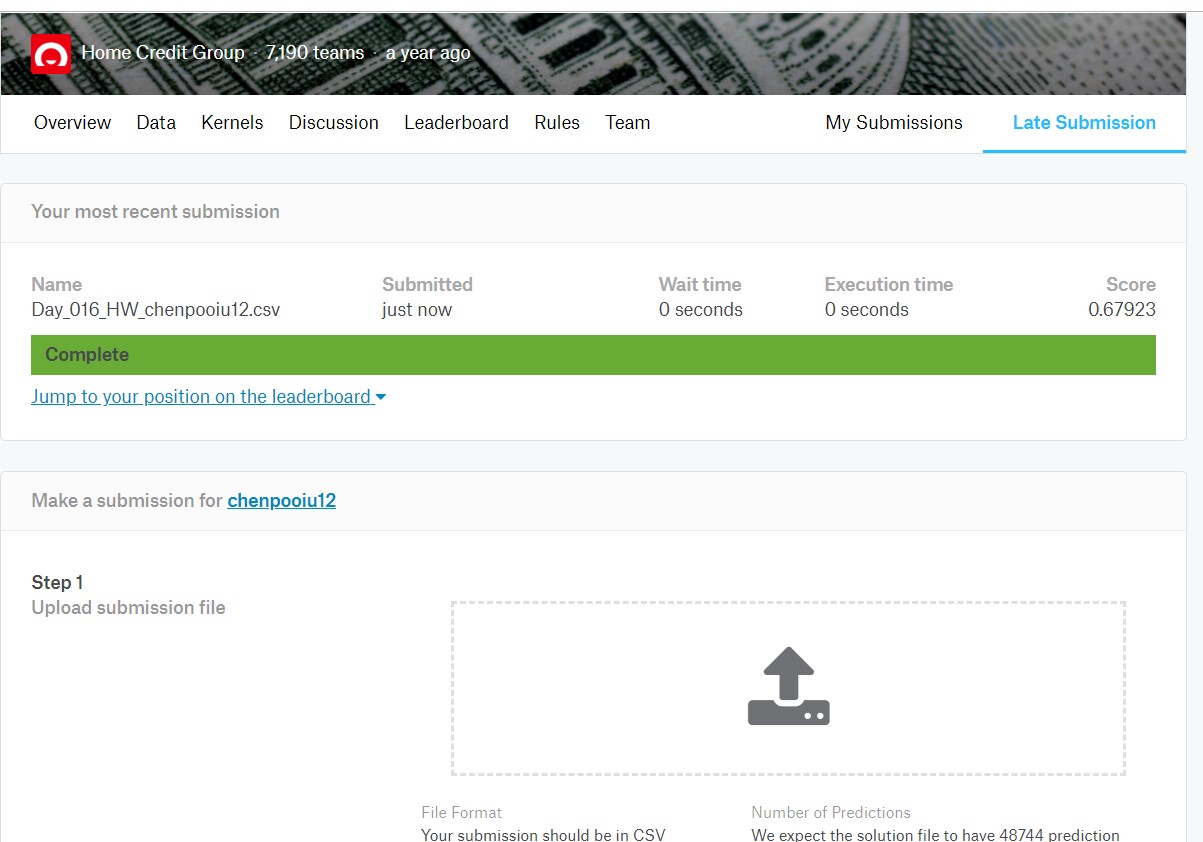 Home Credit Group · 7,190 teams · a year ago
Overview Data Kernels Discussion Leaderboard Rules Team My Submissions Late Submission
Your most recent submission
Name Submitted Wait time Execution time Score
Day_016_HW_chenpooiu12.csv just now 0 seconds 0 seconds 0.67923
Complete
Jump to your position on the leaderboard
Make a submission for chenpooiu12
Step 1
Upload submission file
File Format Number of Predictions
Your submission should be in CSV We expect the solution file to have 48744 prediction